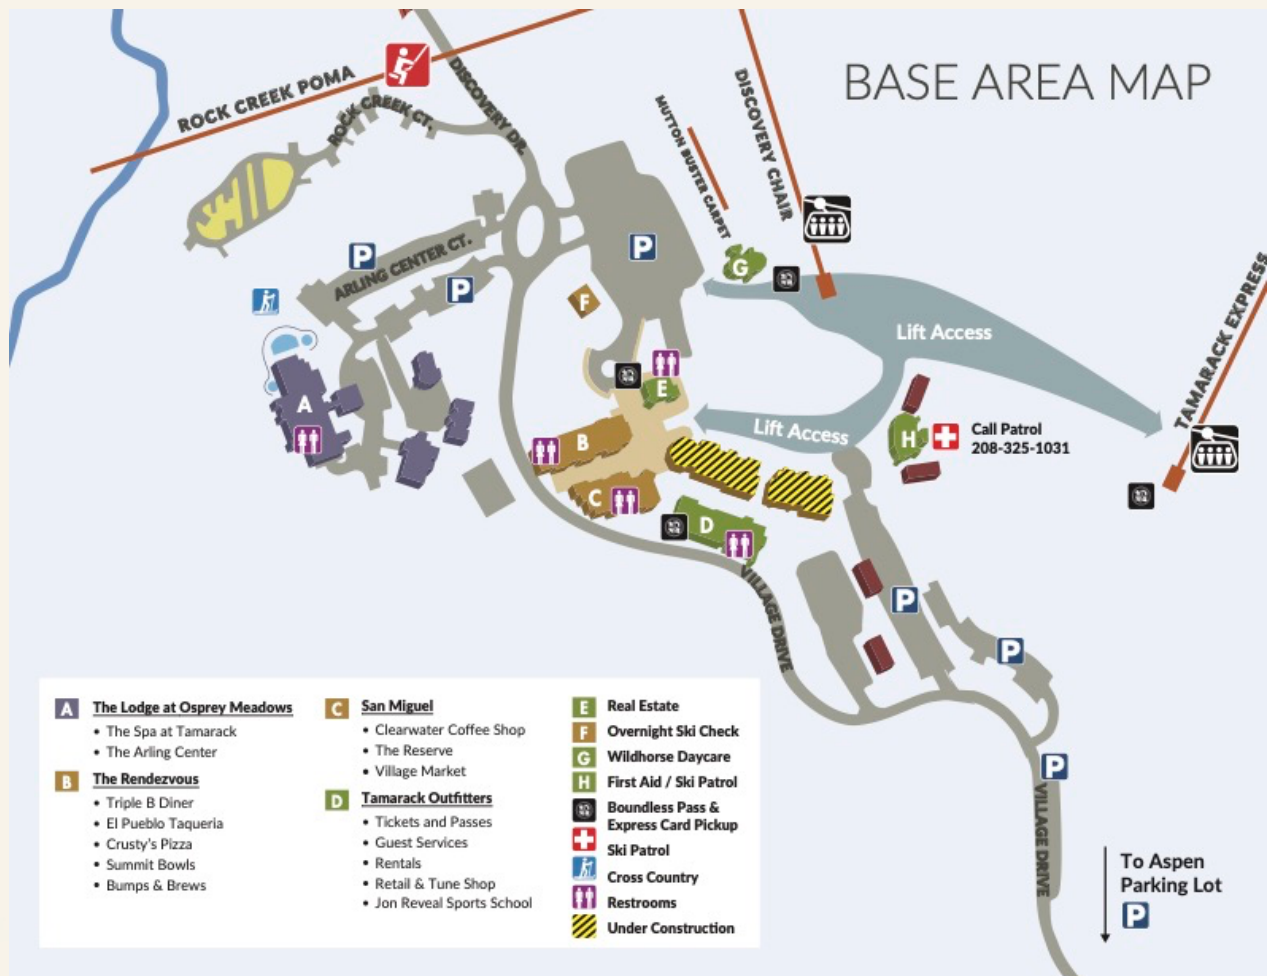 BASE AREA MAP
ROCK CREEK POMA
ROCK CREEK CT.
DISCOVERY DR.
MUTTON BUSTER CARPET
DISCOVERY CHAIR
P
ARLING CENTER CT.
P
P
G
F
Lift Access
TAMARACK EXPRESS
E
A
Lift Access
H
Call Patrol
208-325-1031
B
C
D
VILLAGE DRIVE
P
P
P
VILLAGE DRIVE
To Aspen
Parking Lot
P
A The Lodge at Osprey Meadows
• The Spa at Tamarack
• The Arling Center
B The Rendezvous
• Triple B Diner
• El Pueblo Taqueria
• Crusty's Pizza
• Summit Bowls
• Bumps & Brews
C San Miguel
• Clearwater Coffee Shop
• The Reserve
• Village Market
D Tamarack Outfitters
• Tickets and Passes
• Guest Services
• Rentals
• Retail & Tune Shop
• Jon Reveal Sports School
E Real Estate
F Overnight Ski Check
G Wildhorse Daycare
H First Aid / Ski Patrol
Boundless Pass &
Express Card Pickup
Ski Patrol
Cross Country
Restrooms
Under Construction